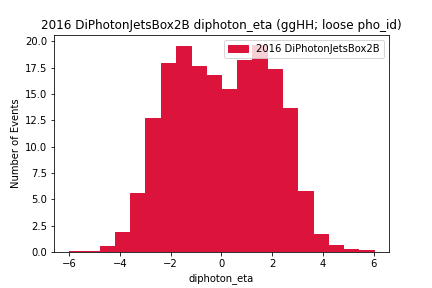 2016 DiPhotonJetsBox2B diphoton_eta (ggHH; loose pho_id)
2016 DiPhotonJetsBox2B
Number of Events
20.0
17.5
15.0
12.5
10.0
7.5
5.0
2.5
0.0
−6 −4 −2 0 2 4 6
diphoton_eta